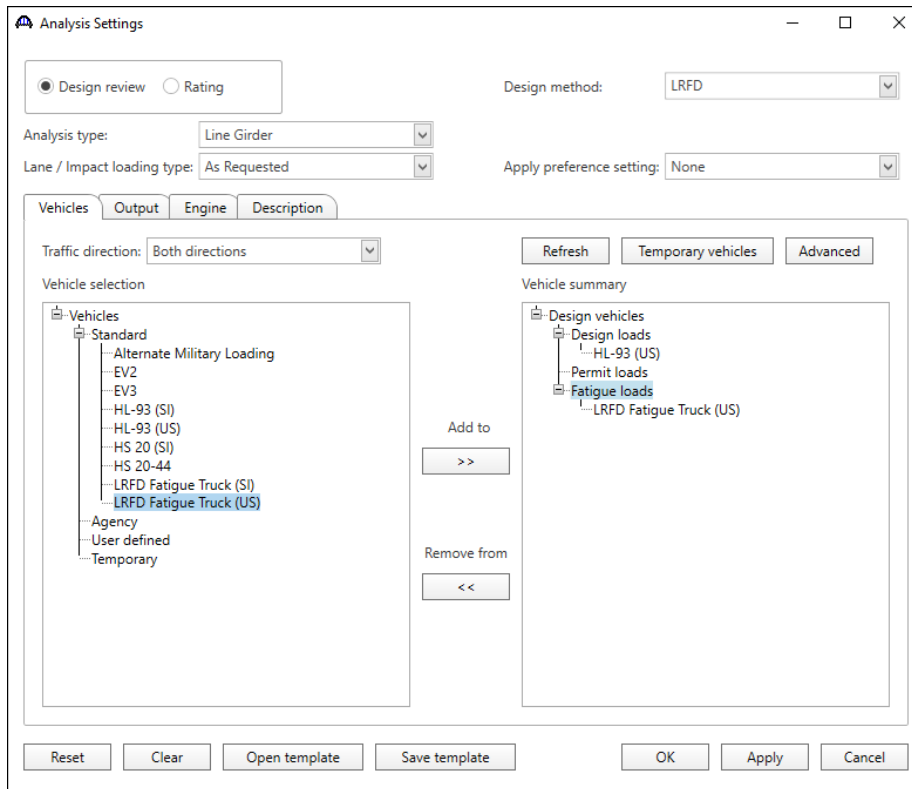 Analysis Settings
Design review Rating
Design method: LRFD
Analysis type: Line Girder
Lane / Impact loading type: As Requested
Apply preference setting: None
Vehicles Output Engine Description
Traffic direction: Both directions
Refresh Temporary vehicles Advanced
Vehicle selection
Vehicles
Standard
Alternate Military Loading
EV2
EV3
HL-93 (SI)
HL-93 (US)
HS 20 (SI)
HS 20-44
LRFD Fatigue Truck (SI)
LRFD Fatigue Truck (US)
Agency
User defined
Temporary
Add to
>>
Remove from
<<
Vehicle summary
Design vehicles
Design loads
HL-93 (US)
Permit loads
Fatigue loads
LRFD Fatigue Truck (US)
Reset Clear Open template Save template OK Apply Cancel